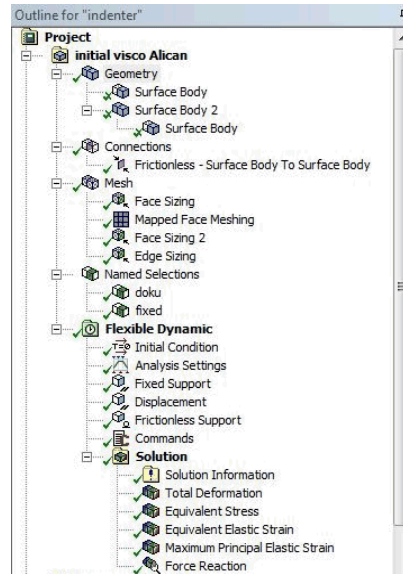 Outline for "indenter"
Project
initial visco Alican
Geometry
Surface Body
Surface Body 2
Surface Body
Connections
Frictionless - Surface Body To Surface Body
Mesh
Face Sizing
Mapped Face Meshing
Face Sizing 2
Edge Sizing
Named Selections
doku
fixed
Flexible Dynamic
T=0 Initial Condition
Analysis Settings
Fixed Support
Displacement
Frictionless Support
Commands
Solution
Solution Information
Total Deformation
Equivalent Stress
Equivalent Elastic Strain
Maximum Principal Elastic Strain
Force Reaction